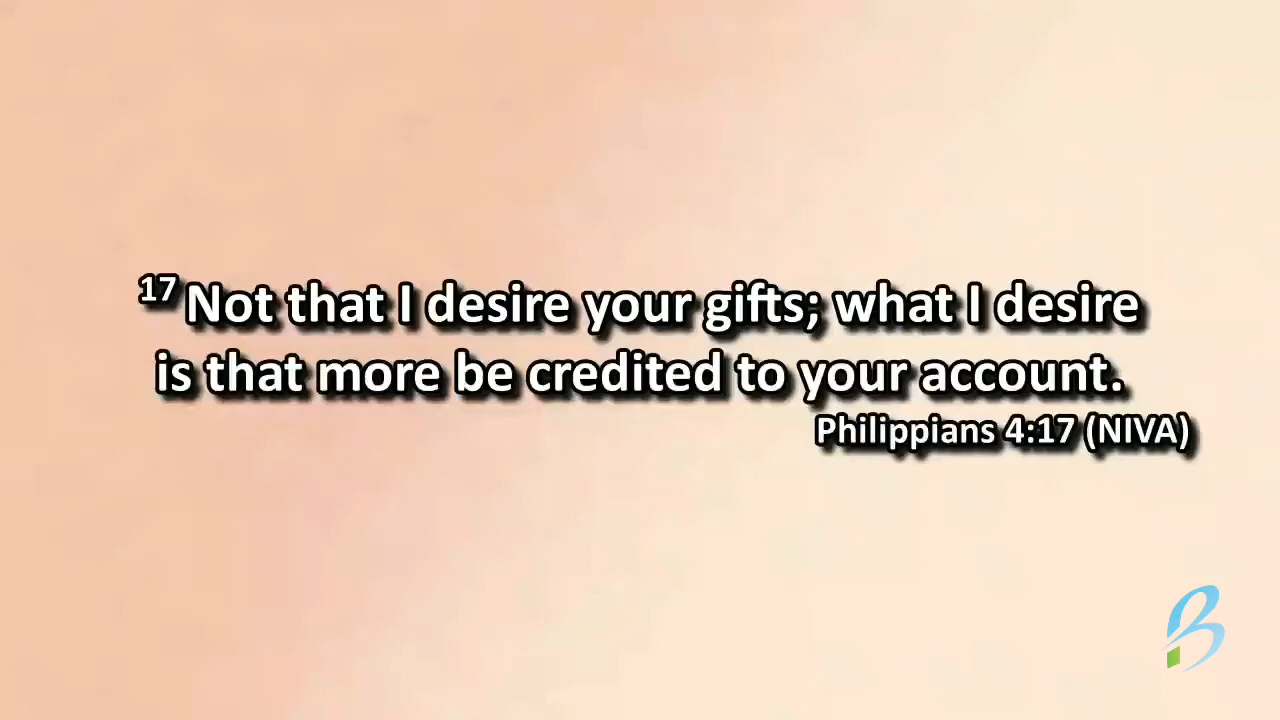 17 Not that I desire your gifts; what I desire
is that more be credited to your account.
Philippians 4:17 (NIVA)